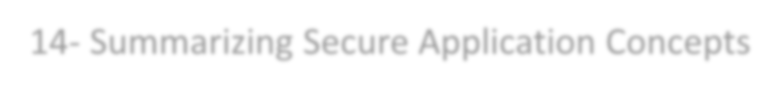 14- Summarizing Secure Application Concepts